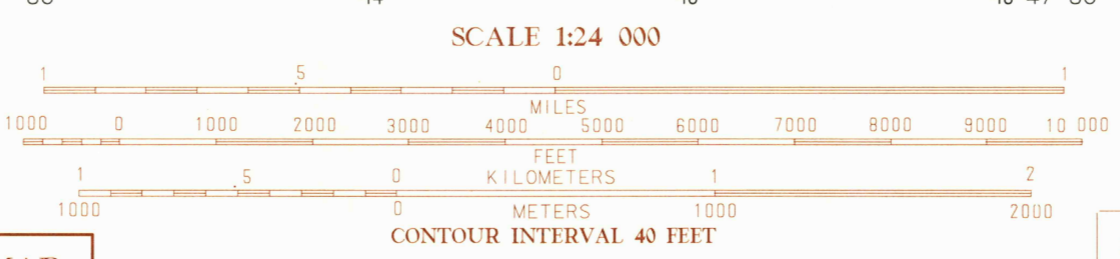 SCALE 1:24 000
1 .5 0 1
MILES
1000 0 1000 2000 3000 4000 5000 6000 7000 8000 9000 10 000
FEET
1 .5 0 KILOMETERS 1 2
1000 0 METERS 1000 2000
CONTOUR INTERVAL 40 FEET